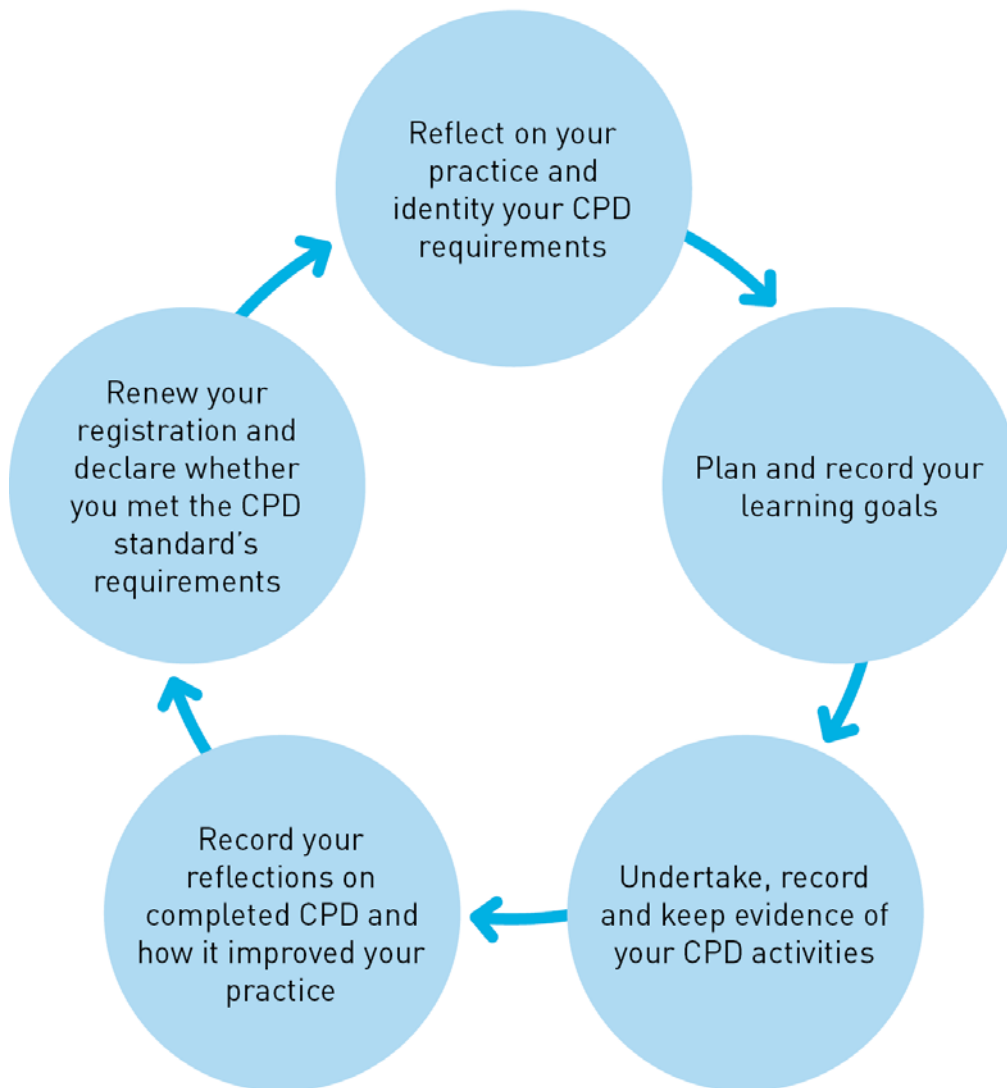 Reflect on your
practice and
identity your CPD
requirements
Plan and record your
learning goals
Undertake, record
and keep evidence of
your CPD activities
Record your
reflections on
completed CPD and
how it improved your
practice
Renew your
registration and
declare whether
you met the CPD
standard’s
requirements